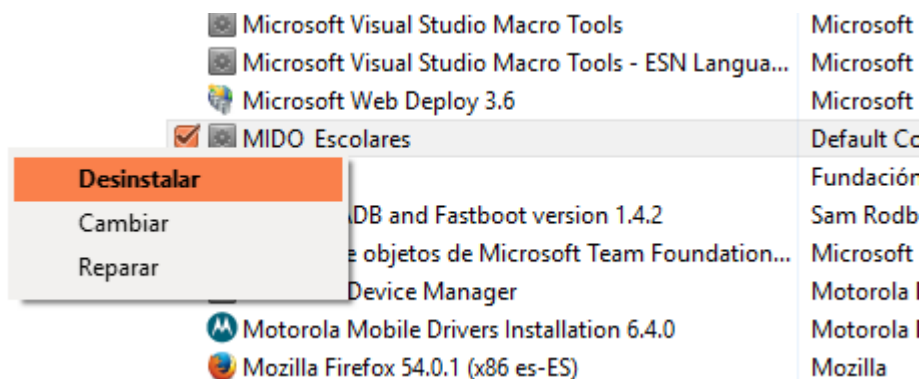 Microsoft Visual Studio Macro Tools Microsoft
Microsoft Visual Studio Macro Tools - ESN Langua... Microsoft
Microsoft Web Deploy 3.6 Microsoft
MIDO Escolares Default Co
Desinstalar Fundación
Cambiar ADB and Fastboot version 1.4.2 Sam Rodb
e objetos de Microsoft Team Foundation... Microsoft
Reparar Device Manager Motorola
Motorola Mobile Drivers Installation 6.4.0 Motorola
Mozilla Firefox 54.0.1 (x86 es-ES) Mozilla